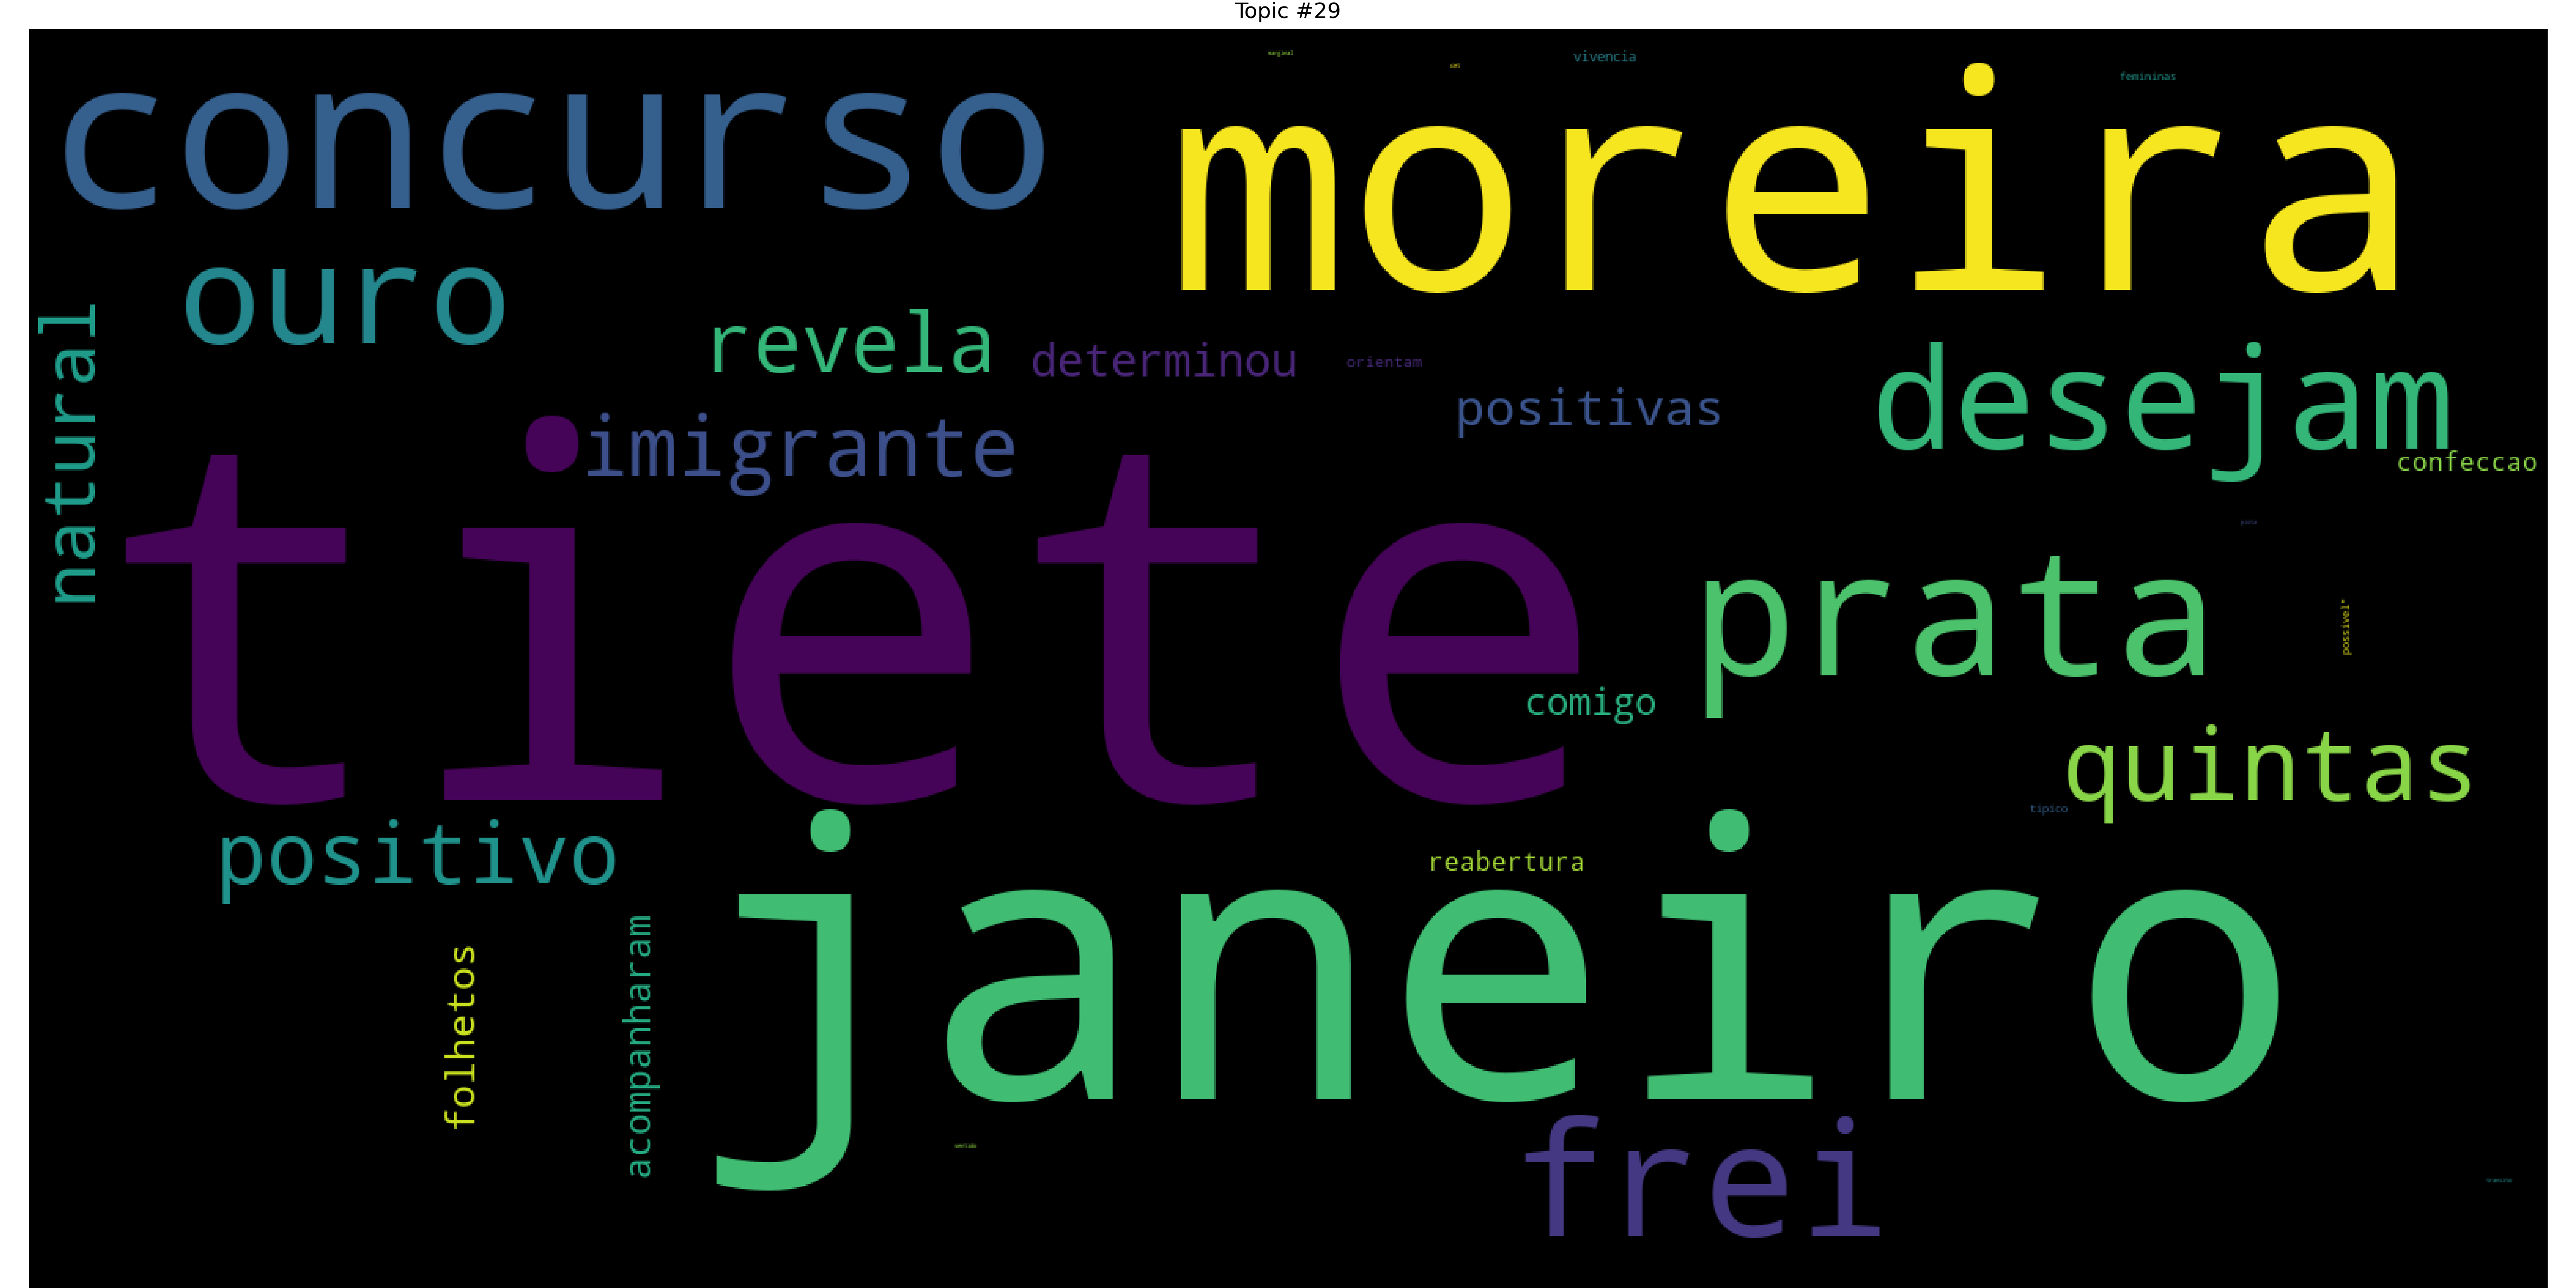 Topic #29
marginal
vivencia
femininas
concurso
moreira
ouro
natural
revela
determinou
orientam
desejam
positivas
imigrante
confeccao
tiete
prata
possivel"
comigo
quintas
tipico
positivo
janeiro
reabertura
folhetos
acompanharam
frei